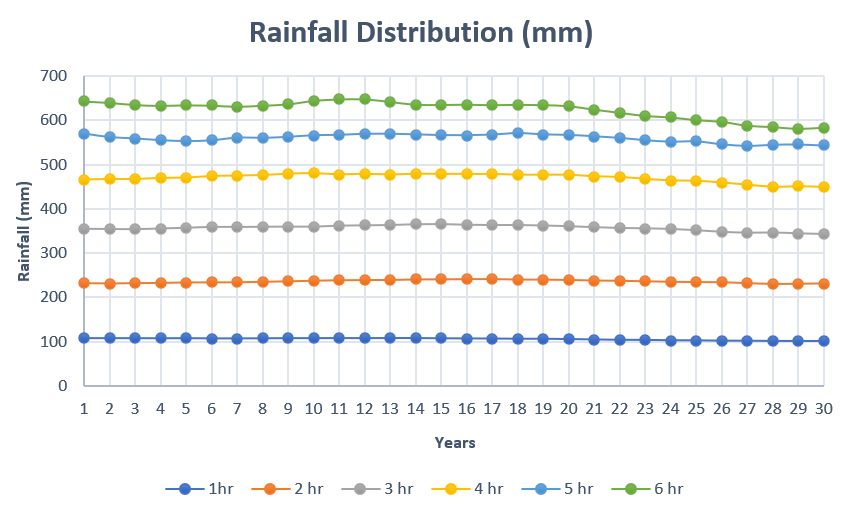 Rainfall Distribution (mm)
700
600
500
400
300
200
100
0
Rainfall (mm)
1 2 3 4 5 6 7 8 9 10 11 12 13 14 15 16 17 18 19 20 21 22 23 24 25 26 27 28 29 30
Years
1hr 2 hr 3 hr 4 hr 5 hr 6 hr